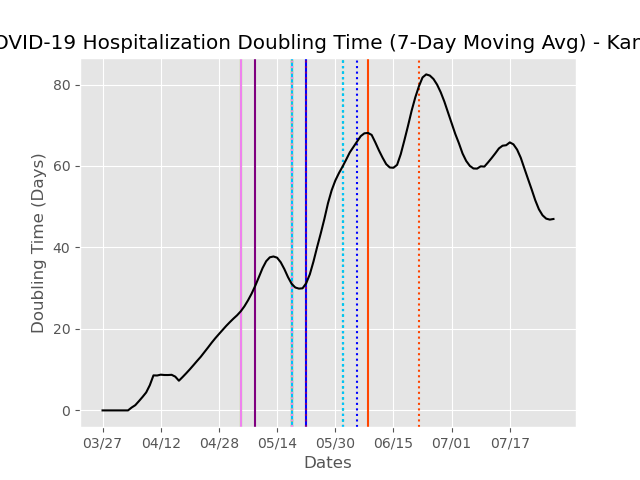 OVID-19 Hospitalization Doubling Time (7-Day Moving Avg) - Kan
Doubling Time (Days)
80
60
40
20
0
03/27 04/12 04/28 05/14 05/30 06/15 07/01 07/17
Dates